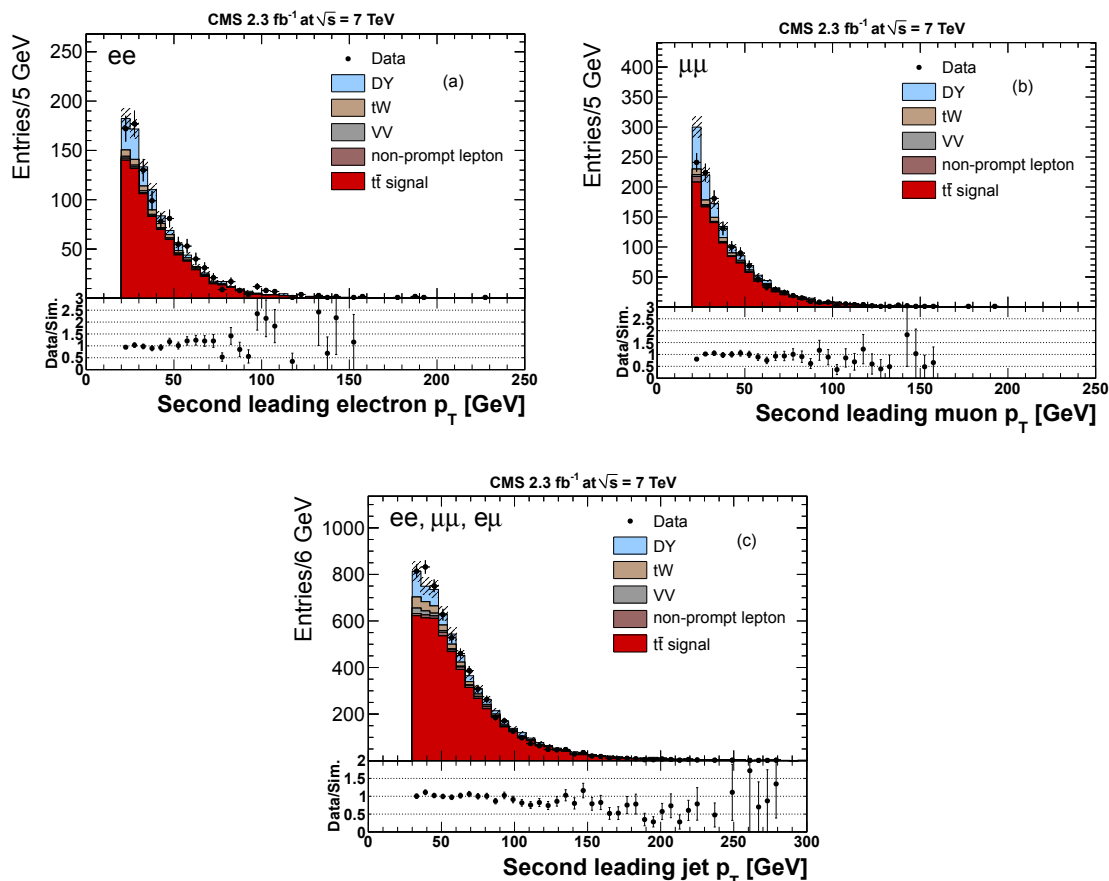 CMS 2.3 fb⁻¹ at √s = 7 TeV
Entries/5 GeV
ee
(a)
Data
DY
tW
VV
non-prompt lepton
tt̄ signal
250
200
150
100
50
Data/Sim.
3
2.5
2
1.5
1
0.5
0 50 100 150 200 250
Second leading electron p_T [GeV]
CMS 2.3 fb⁻¹ at √s = 7 TeV
Entries/5 GeV
μμ
(b)
Data
DY
tW
VV
non-prompt lepton
tt̄ signal
400
350
300
250
200
150
100
50
Data/Sim.
3
2.5
2
1.5
1
0.5
0 50 100 150 200 250
Second leading muon p_T [GeV]
CMS 2.3 fb⁻¹ at √s = 7 TeV
Entries/6 GeV
ee, μμ, eμ
(c)
Data
DY
tW
VV
non-prompt lepton
tt̄ signal
1000
800
600
400
200
Data/Sim.
2
1.5
1
0.5
0 50 100 150 200 250 300
Second leading jet p_T [GeV]